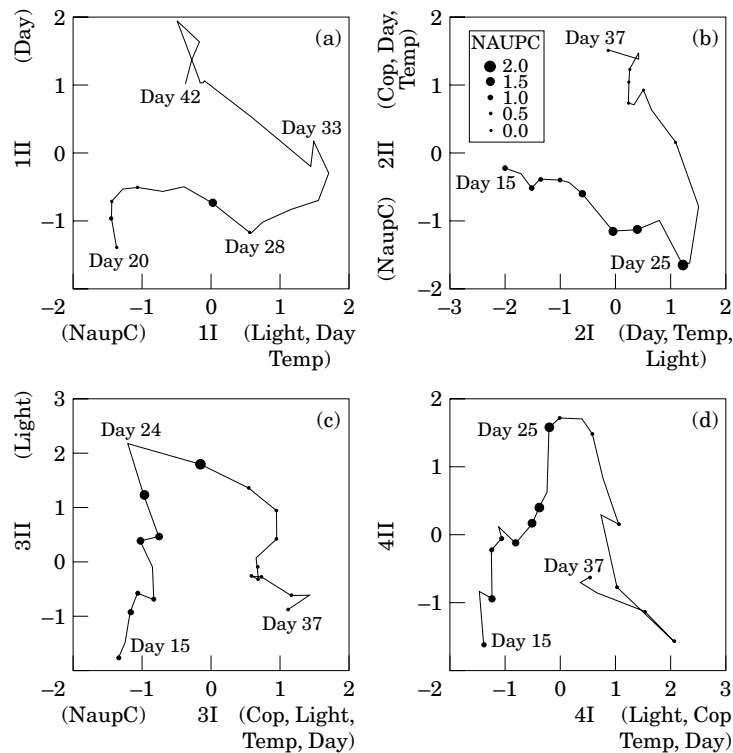 (a)
2
1
0
−1
−2
1II
(Day)
Day 42
Day 33
Day 20
Day 28
−2
−1
0
1
2
(NaupC)
1I
(Light, Day
Temp)
(b)
2
1
0
−1
−2
(NaupC)
2II
(Cop, Day,
Temp)
Day 37
NAUPC
2.0
1.5
1.0
0.5
0.0
Day 15
Day 25
−3
−2
−1
0
1
2
2I
(Day, Temp,
Light)
(c)
3
2
1
0
−1
−2
3II
(Light)
Day 24
Day 15
Day 37
−1
0
1
2
(NaupC)
3I
(Cop, Light,
Temp, Day)
(d)
2
1
0
−1
−2
4II
Day 25
Day 37
Day 15
−1
0
1
2
3
4I
(Light, Cop
Temp, Day)